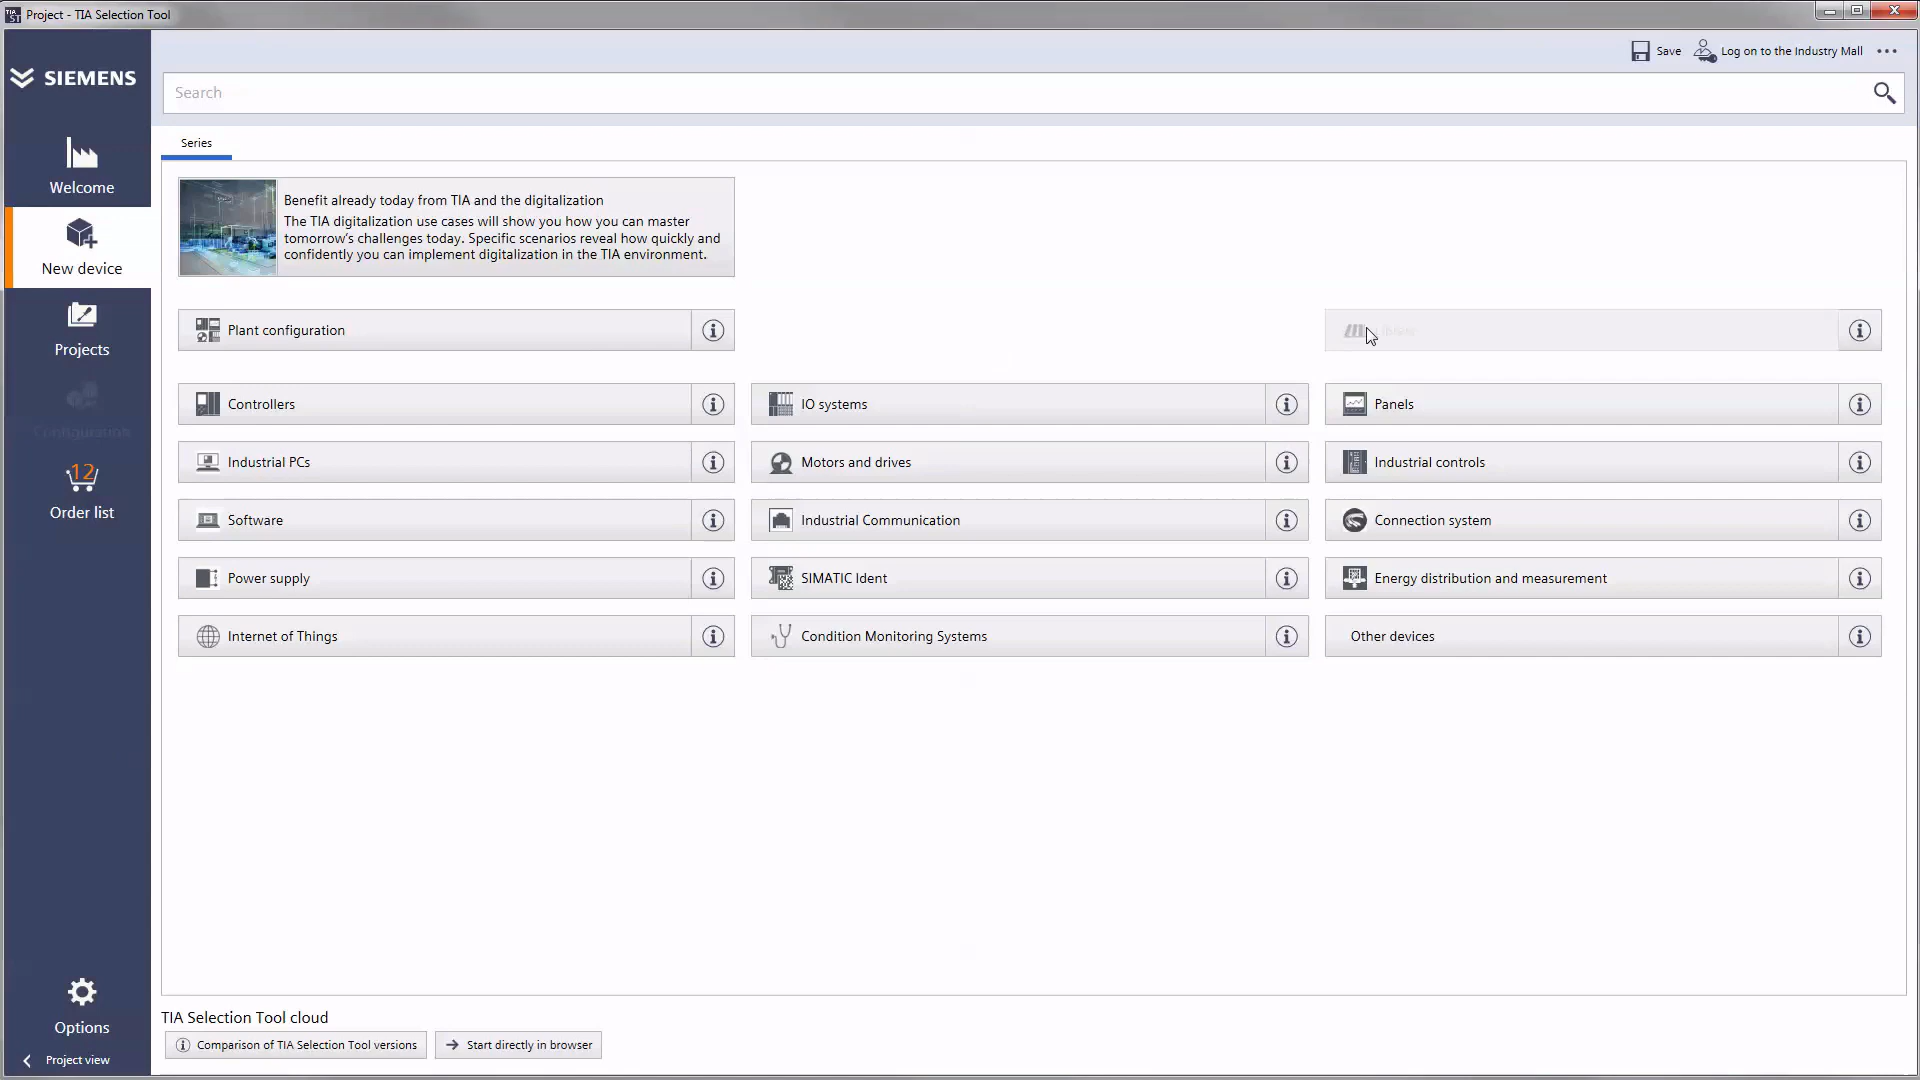 Project - TIA Selection Tool
SIEMENS
Save
Log on to the Industry Mall
Search
Series
Welcome
New device
Projects
Configuration
12
Order list
Options
Project view
Benefit already today from TIA and the digitalization
The TIA digitalization use cases will show you how you can master
tomorrow's challenges today. Specific scenarios reveal how quickly and
confidently you can implement digitalization in the TIA environment.
Plant configuration
Controllers
IO systems
Panels
Industrial PCs
Motors and drives
Industrial controls
Software
Industrial Communication
Connection system
Power supply
SIMATIC Ident
Energy distribution and measurement
Internet of Things
Condition Monitoring Systems
Other devices
TIA Selection Tool cloud
Comparison of TIA Selection Tool versions
Start directly in browser